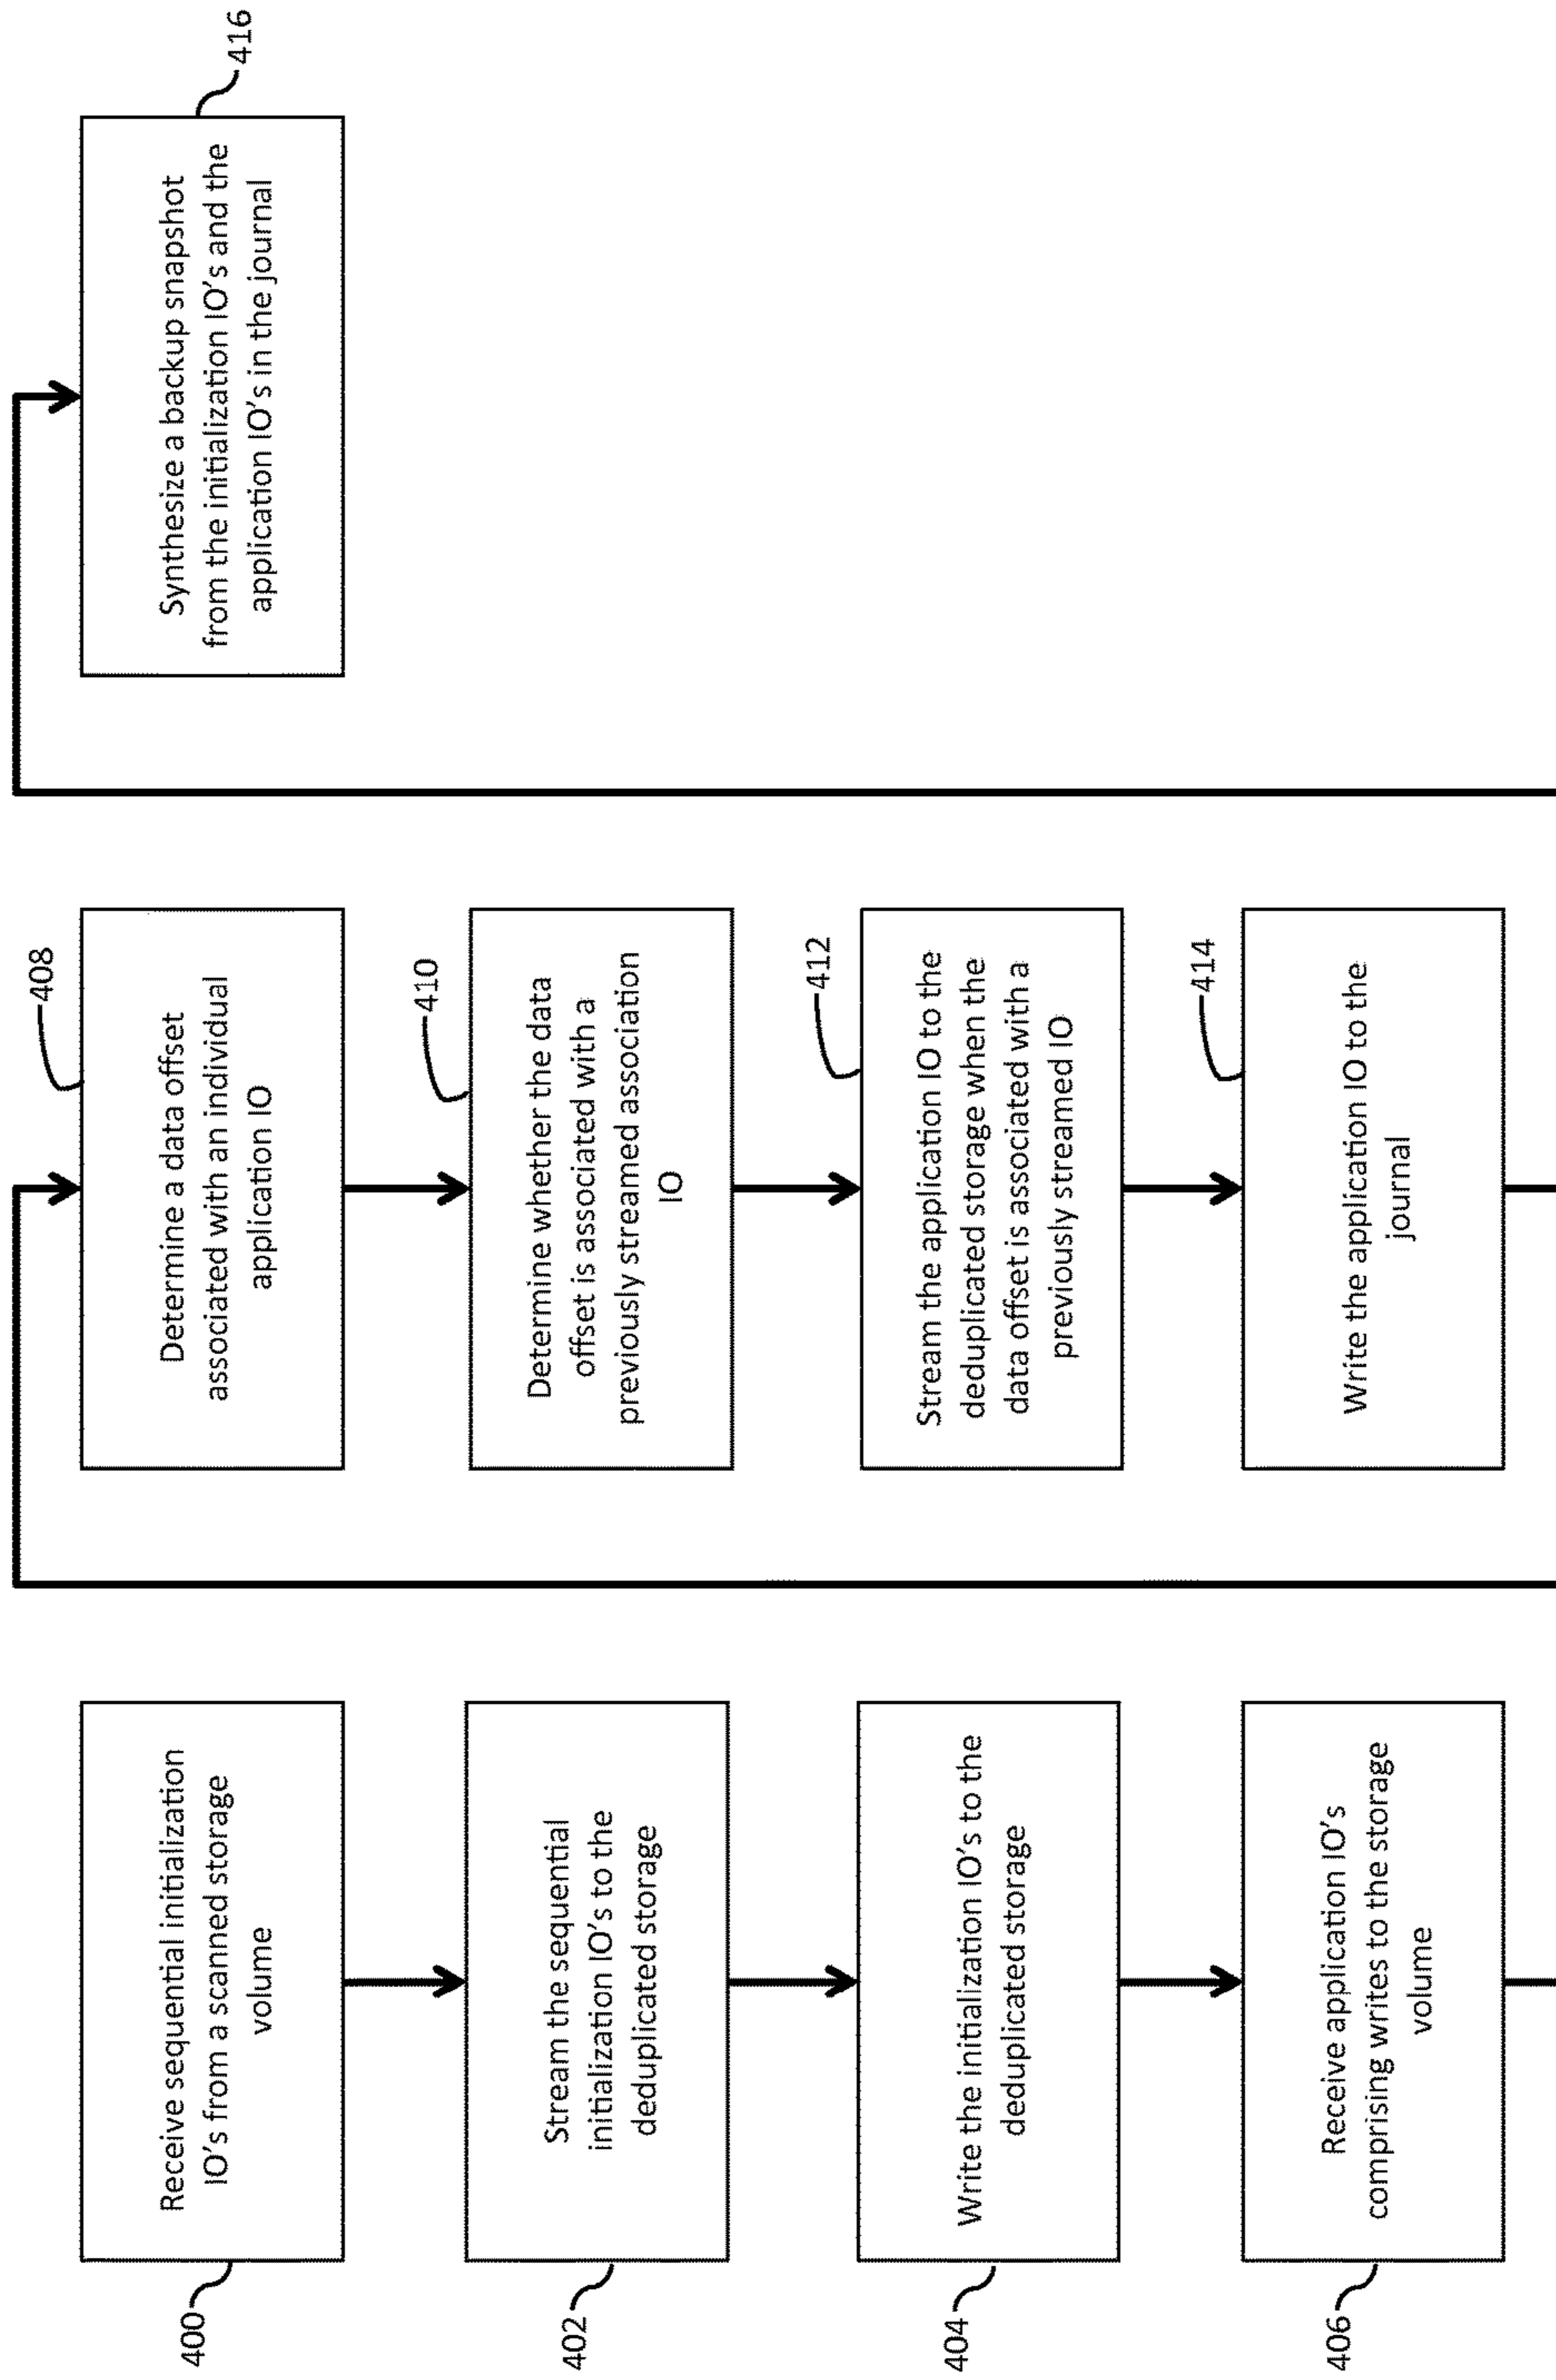 400
Receive sequential initialization
IO's from a scanned storage
volume
402
Stream the sequential
initialization IO's to the
deduplicated storage
404
Write the initialization IO's to the
deduplicated storage
406
Receive application IO's
comprising writes to the storage
volume
408
Determine a data offset
associated with an individual
application IO
410
Determine whether the data
offset is associated with a
previously streamed association
IO
412
Stream the application IO to the
deduplicated storage when the
data offset is associated with a
previously streamed IO
414
Write the application IO to the
journal
416
Synthesize a backup snapshot
from the initialization IO's and the
application IO's in the journal